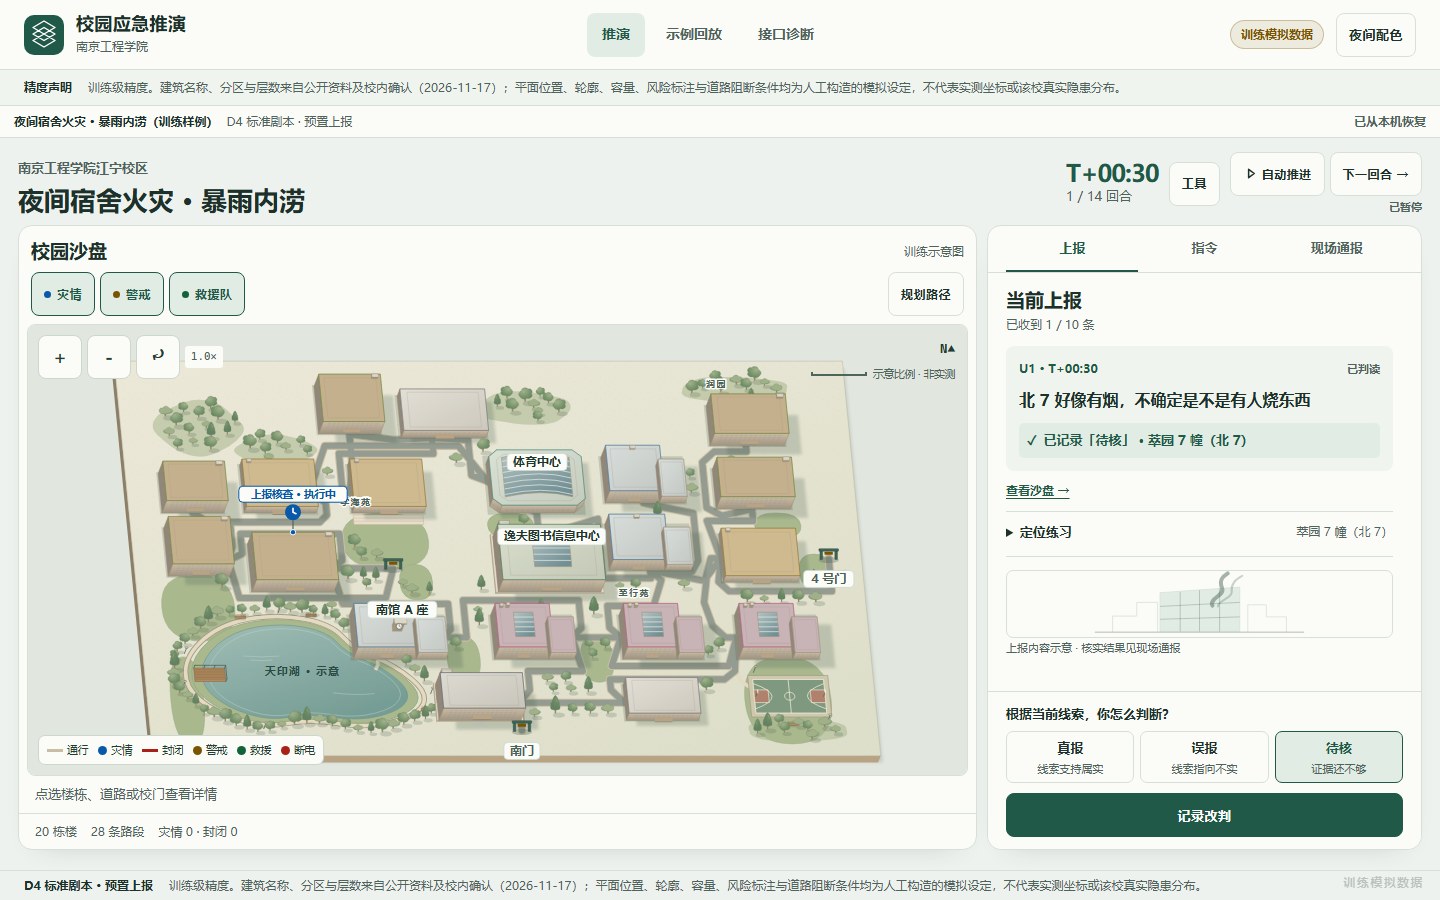 校园应急推演
南京工程学院
推演
示例回放
接口诊断
训练模拟数据
夜间配色
精度声明 训练级精度。建筑名称、分区与层数来自公开资料及校内确认（2026-11-17）；平面位置、轮廓、容量、风险标注与道路阻断条件均为人工构造的模拟设定，不代表实测坐标或该校真实隐患分布。
夜间宿舍火灾・暴雨内涝（训练样例） D4 标准剧本 · 预置上报
已从本机恢复
南京工程学院江宁校区
夜间宿舍火灾・暴雨内涝
T+00:30
1 / 14 回合
工具
自动推进
下一回合 →
已暂停
校园沙盘
训练示意图
灾情
警戒
救援队
规划路径
+
-
1.0×
N▲
示意比例 · 非实测
润园
体育中心
上报核查・执行中
学海苑
逸夫图书信息中心
4 号门
至行苑
南馆 A 座
天印湖・示意
通行
灾情
封闭
警戒
救援
断电
南门
点选楼栋、道路或校门查看详情
20 栋楼 28 条路段 灾情 0 · 封闭 0
上报
指令
现场通报
当前上报
已收到 1 / 10 条
U1・T+00:30
已判读
北 7 好像有烟，不确定是不是有人烧东西
✓ 已记录「待核」・萃园 7 幢（北 7）
查看沙盘 →
▶ 定位练习
萃园 7 幢（北 7）
上报内容示意 · 核实结果见现场通报
根据当前线索，你怎么判断？
真报
线索支持属实
误报
线索指向不实
待核
证据还不够
记录改判
D4 标准剧本・预置上报 训练级精度。建筑名称、分区与层数来自公开资料及校内确认（2026-11-17）；平面位置、轮廓、容量、风险标注与道路阻断条件均为人工构造的模拟设定，不代表实测坐标或该校真实隐患分布。
训练模拟数据